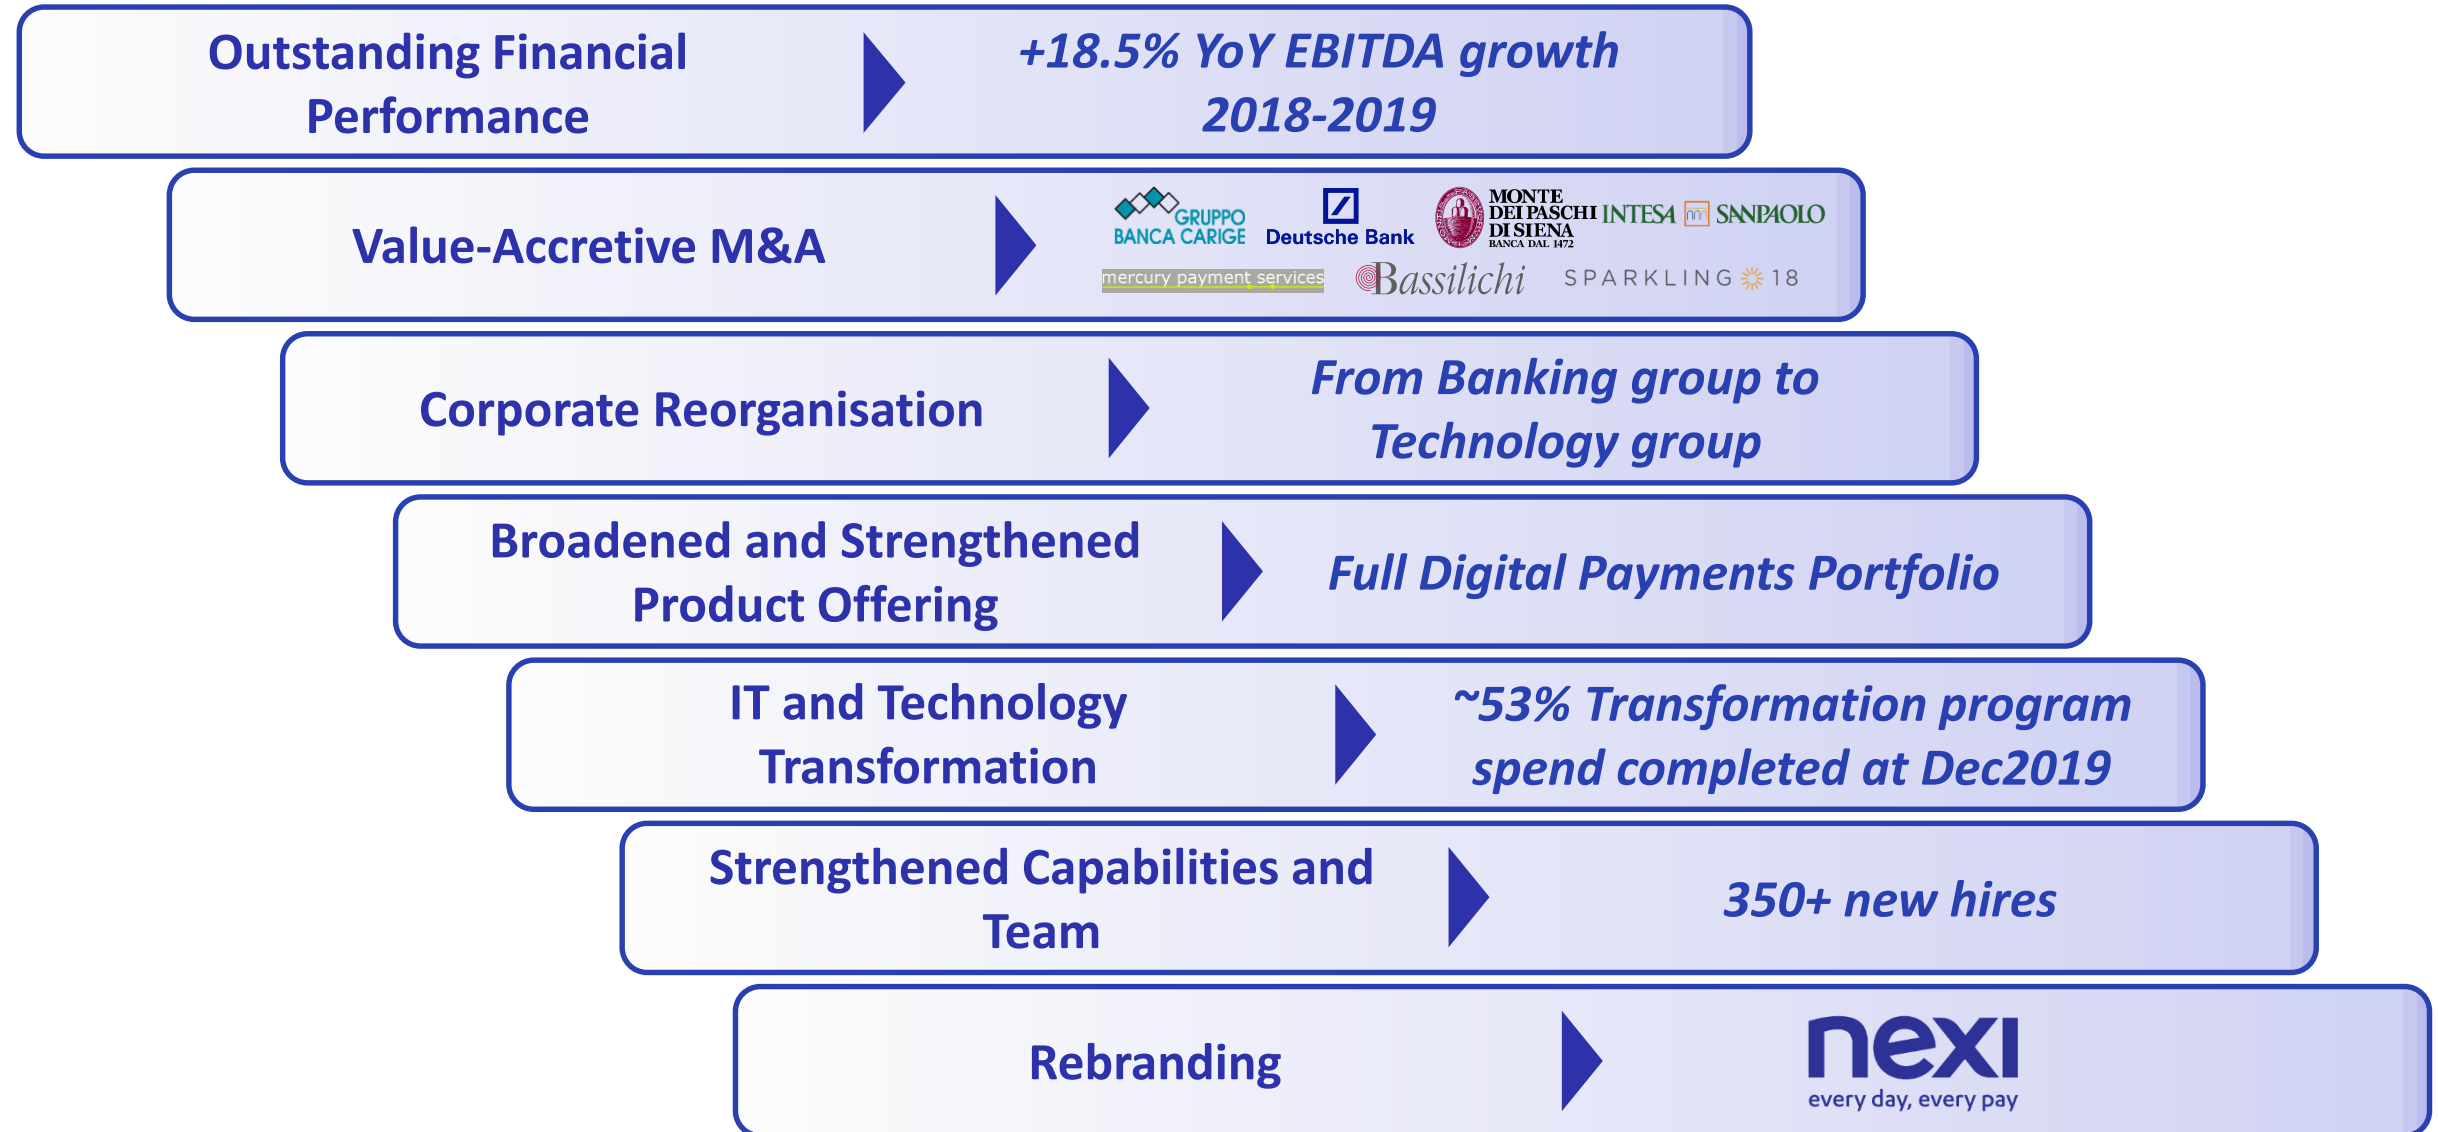 Outstanding Financial
Performance
+18.5% YoY EBITDA growth
2018-2019
Value-Accretive M&A
GRUPPO
BANCA CARIGE
Deutsche Bank
MONTE
DEI PASCHI
DI SIENA
BANCA DAL 1472
INTESA SANPAOLO
mercury payment services
Bassilichi
SPARKLING 18
Corporate Reorganisation
From Banking group to
Technology group
Broadened and Strengthened
Product Offering
Full Digital Payments Portfolio
IT and Technology
Transformation
~53% Transformation program
spend completed at Dec2019
Strengthened Capabilities and
Team
350+ new hires
Rebranding
nexi
every day, every pay